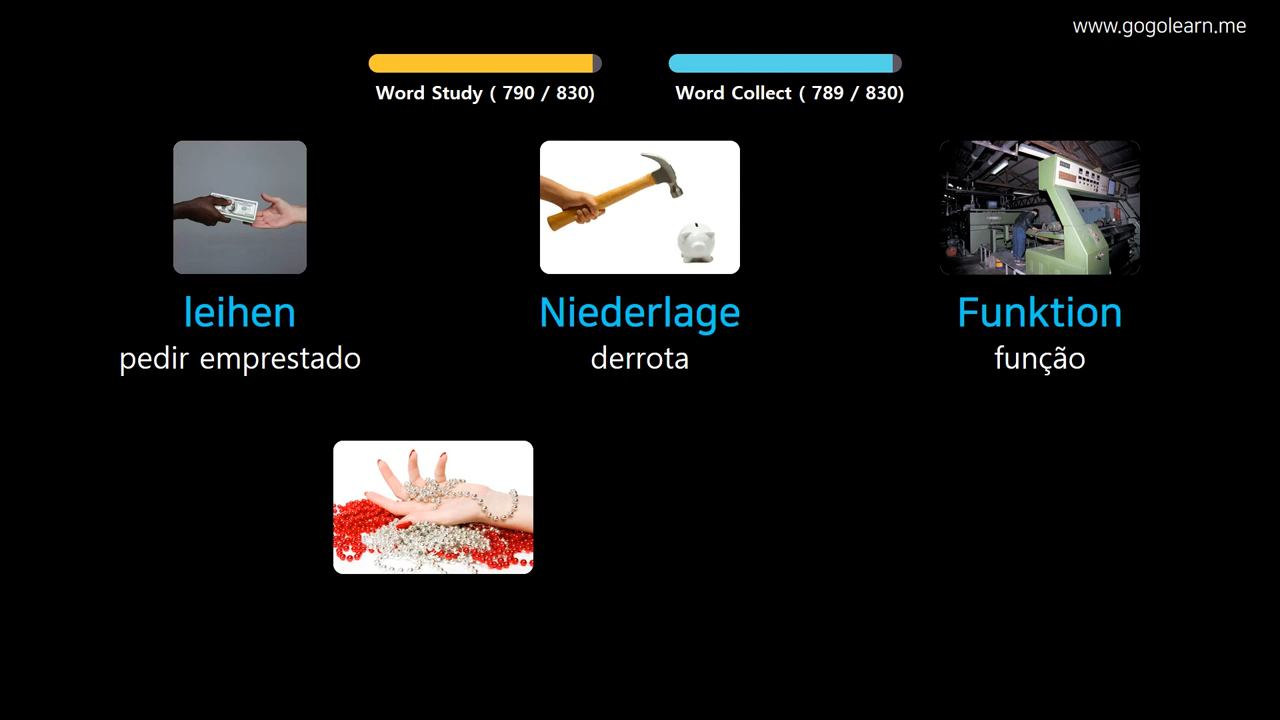 www.gogolearn.me
Word Study ( 790 / 830)
Word Collect ( 789 / 830)
leihen
pedir emprestado
Niederlage
derrota
Funktion
função